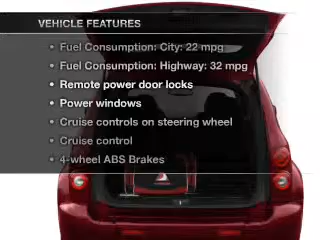 VEHICLE FEATURES
• Fuel Consumption: City: 22 mpg
• Fuel Consumption: Highway: 32 mpg
• Remote power door locks
• Power windows
• Cruise controls on steering wheel
• Cruise control
• 4-wheel ABS Brakes